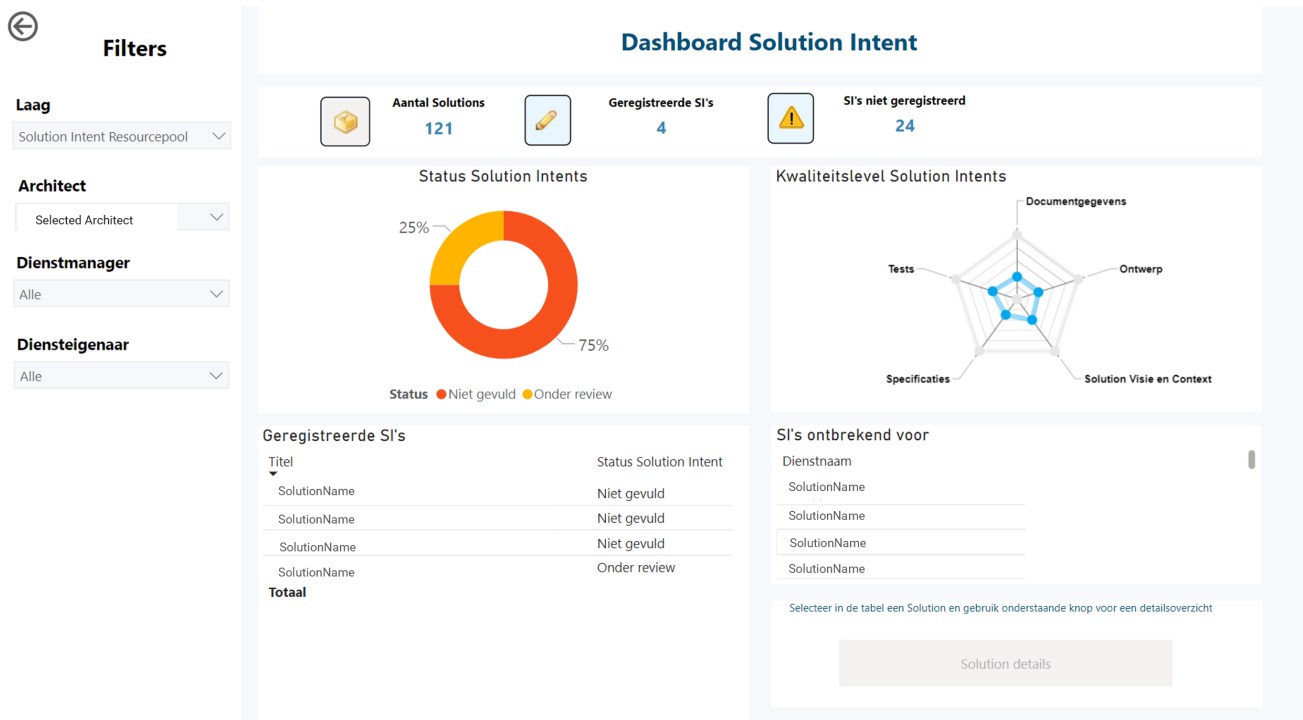 Filters
Dashboard Solution Intent
Laag
Solution Intent Resourcepool
Architect
Selected Architect
Dienstmanager
Alle
Diensteigenaar
Alle
Aantal Solutions
121
Geregistreerde SI's
4
SI's niet geregistreerd
24
Status Solution Intents
25%
75%
Status Niet gevuld Onder review
Kwaliteitslevel Solution Intents
Documentgegevens
Tests
Ontwerp
Specificaties
Solution Visie en Context
Geregistreerde SI's
Titel Status Solution Intent
SolutionName Niet gevuld
SolutionName Niet gevuld
SolutionName Niet gevuld
SolutionName Onder review
Totaal
SI's ontbrekend voor
Dienstnaam
SolutionName
SolutionName
SolutionName
SolutionName
Selecteer in de tabel een Solution en gebruik onderstaande knop voor een detailsoverzicht
Solution details